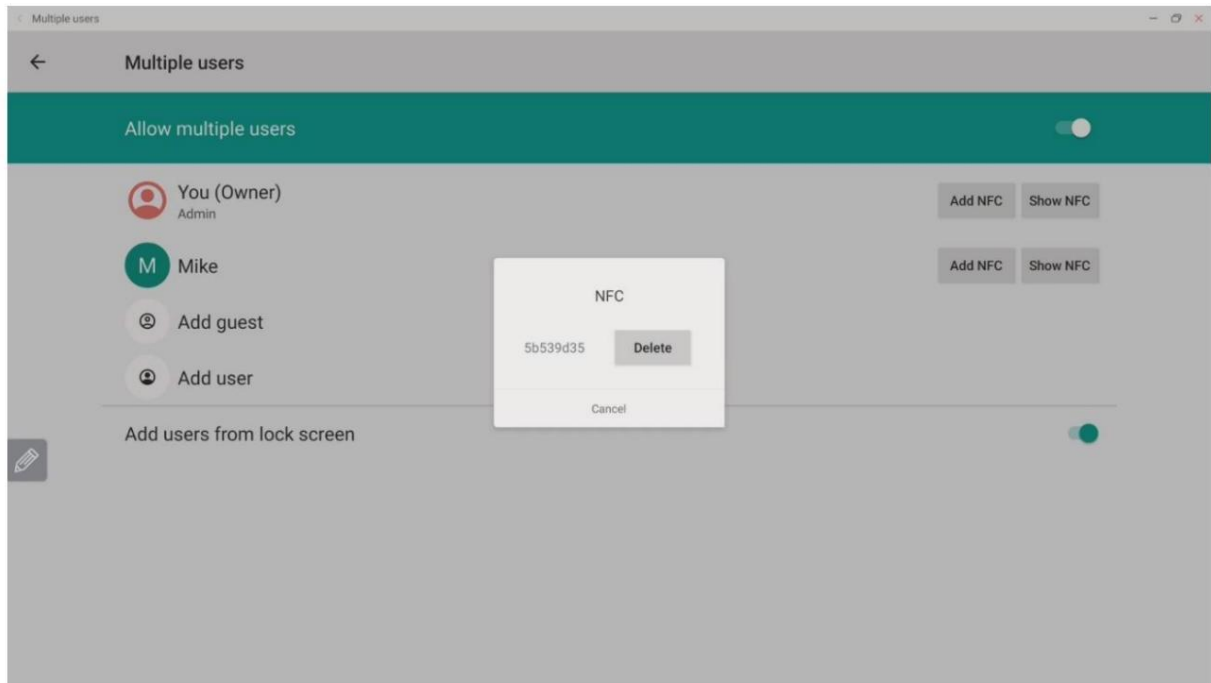 Multiple users
Multiple users
Allow multiple users
You (Owner)
Admin
Add NFC Show NFC
M Mike
Add NFC Show NFC
Add guest
Add user
Add users from lock screen
NFC
5b539d35 Delete
Cancel